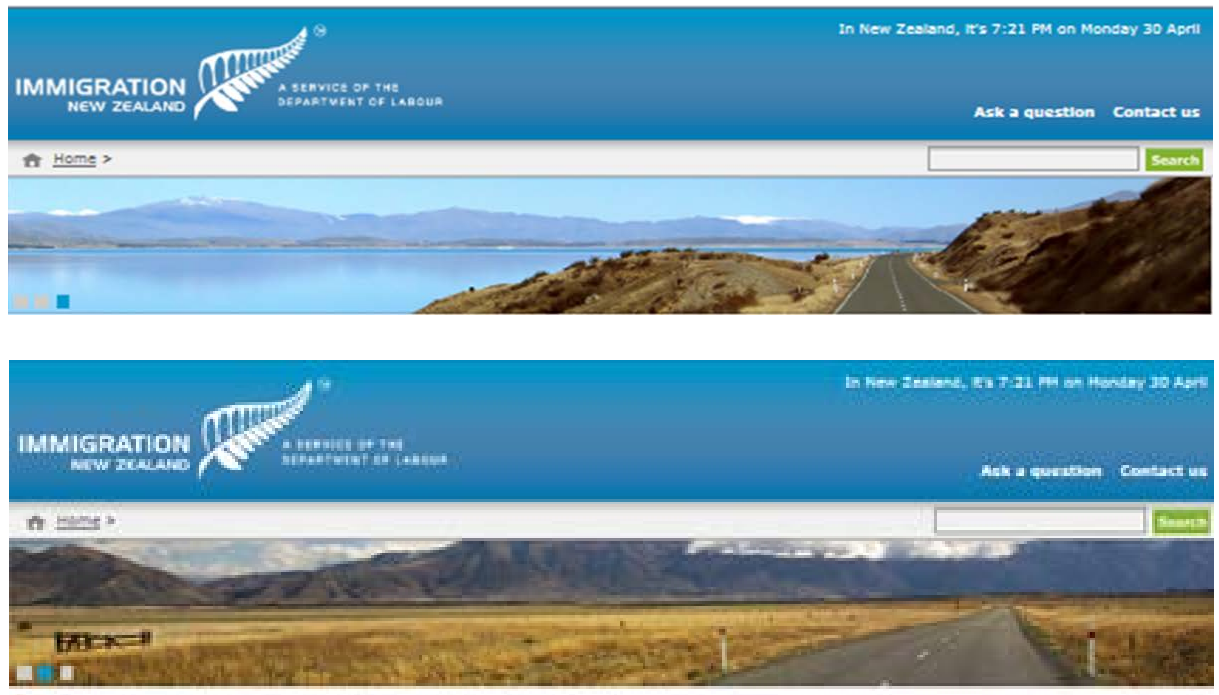 In New Zealand, it's 7:21 PM on Monday 30 April
IMMIGRATION
NEW ZEALAND
A SERVICE OF THE
DEPARTMENT OF LABOUR
Ask a question Contact us
Home >
Search
In New Zealand, it's 7:21 PM on Monday 30 April
IMMIGRATION
NEW ZEALAND
A SERVICE OF THE
DEPARTMENT OF LABOUR
Ask a question Contact us
Home >
Search